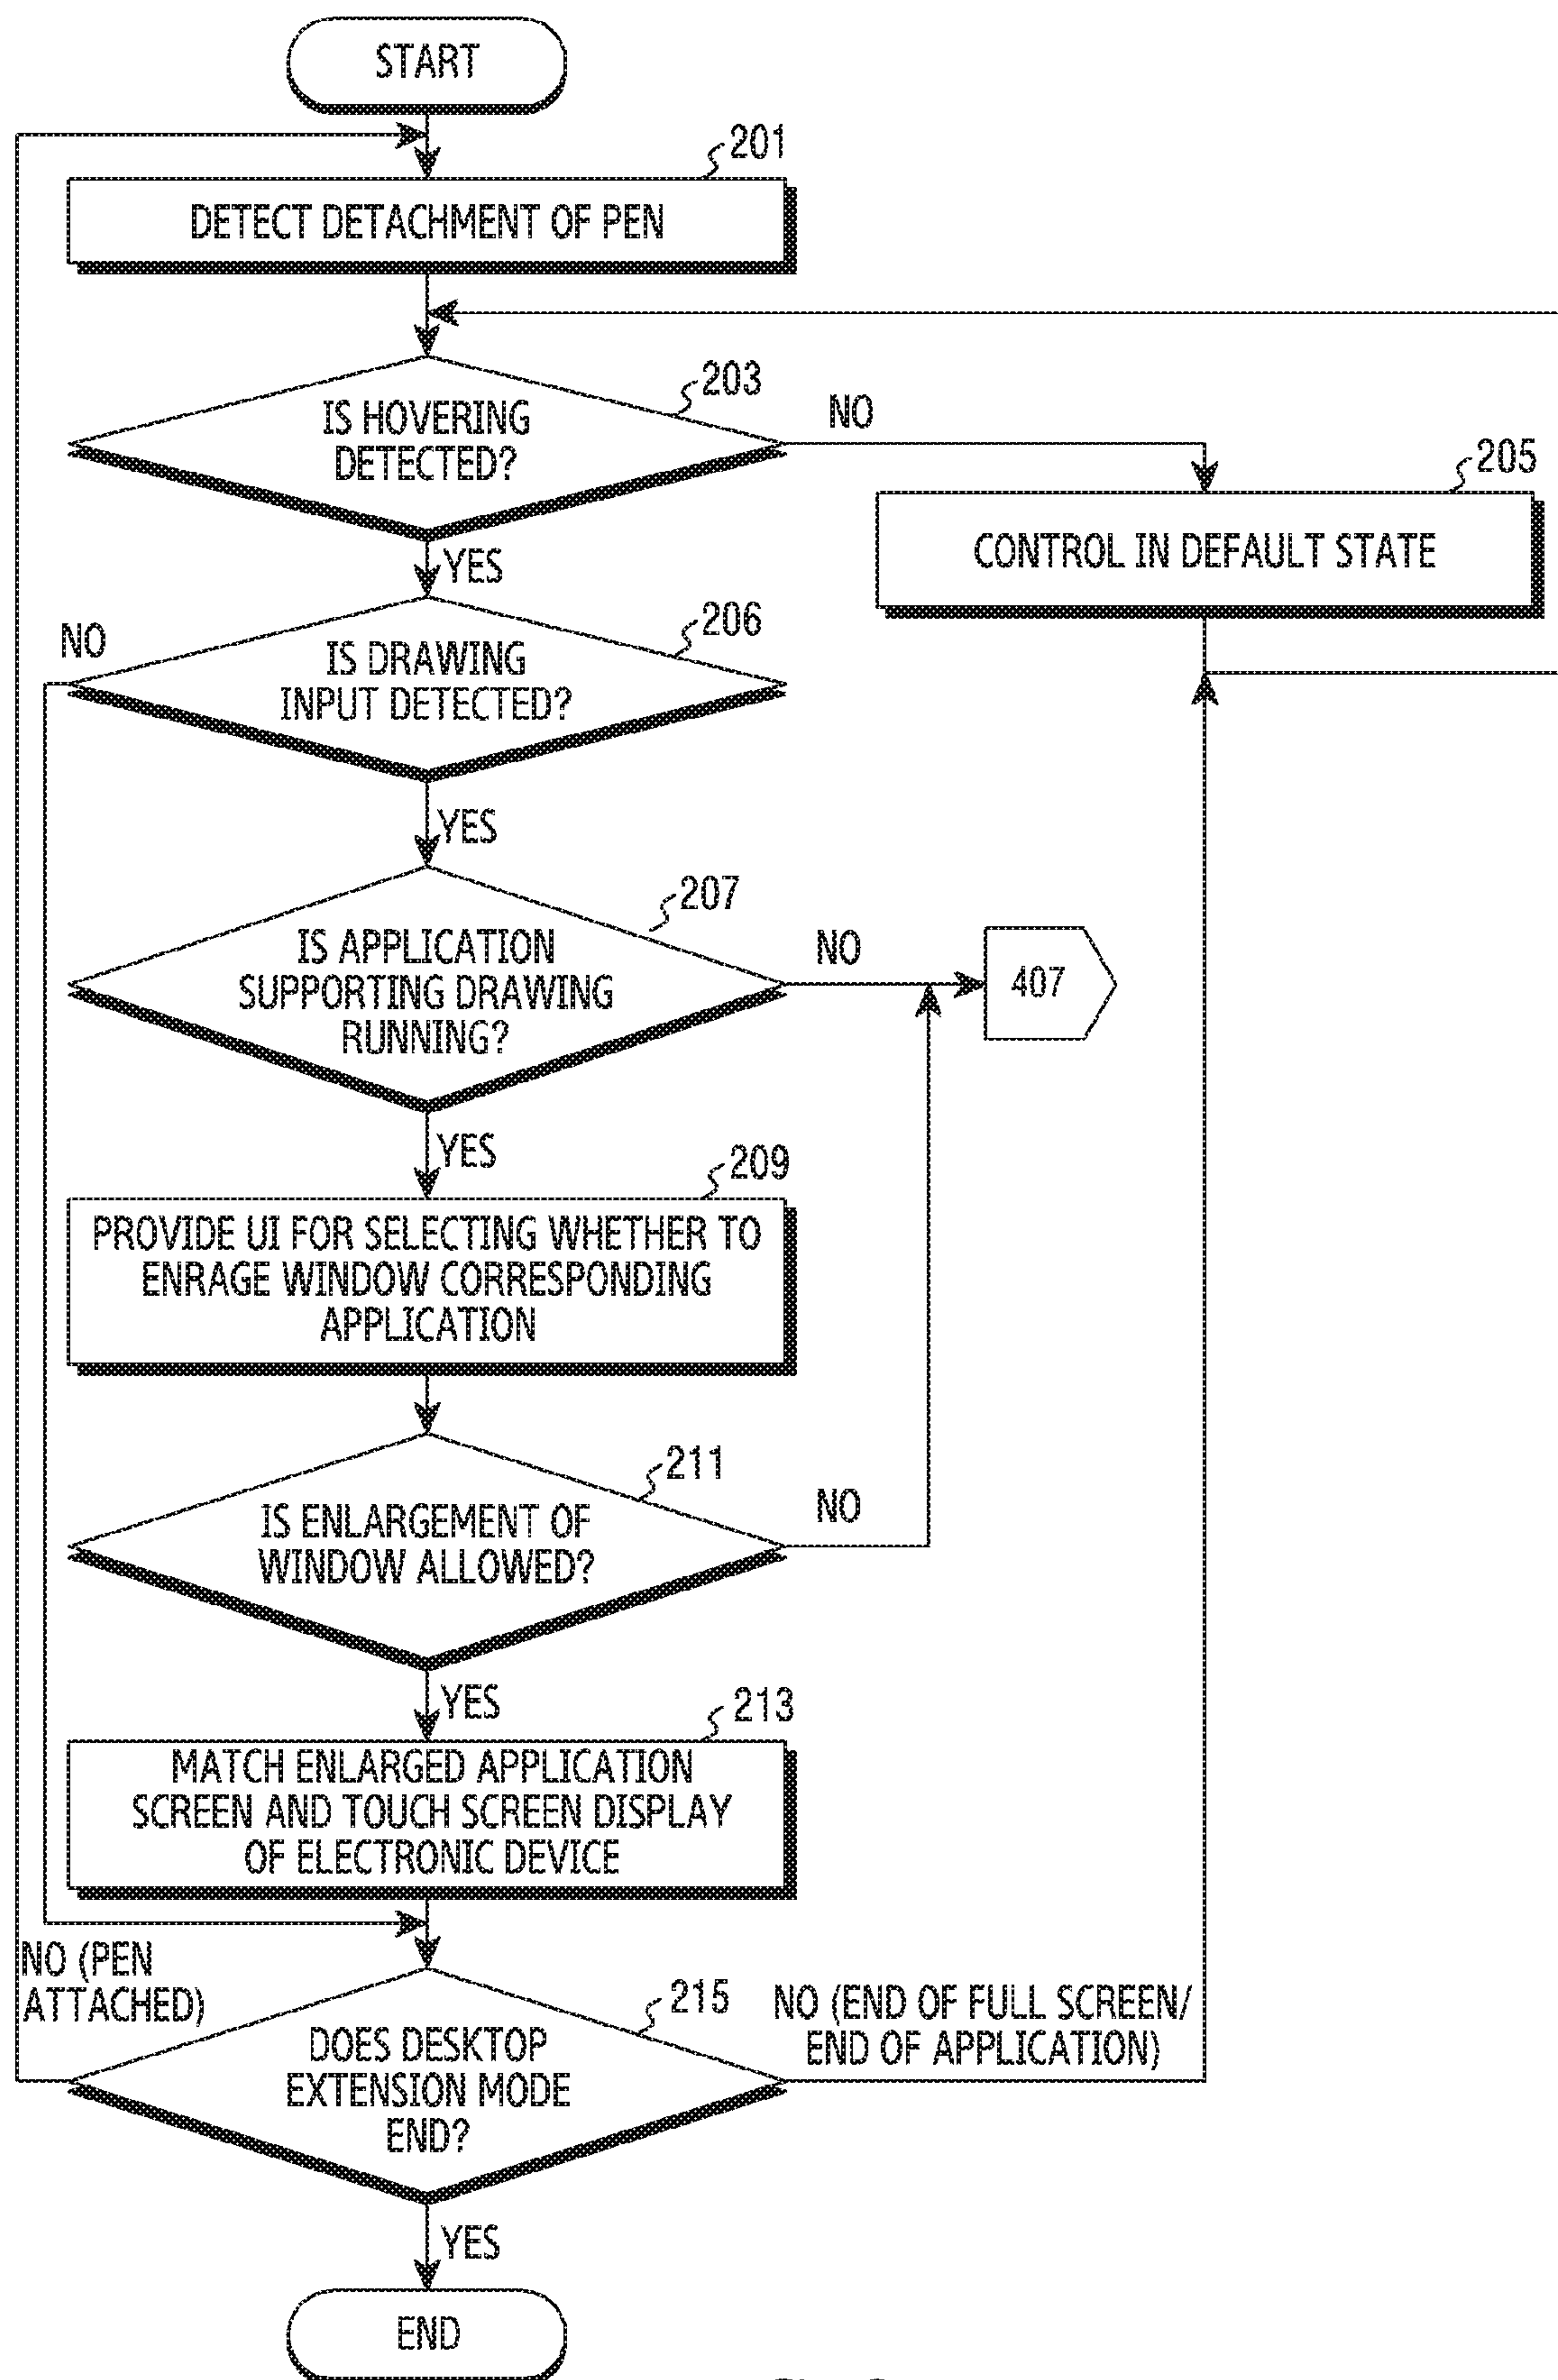 START
201
DETECT DETACHMENT OF PEN
203
IS HOVERING
DETECTED?
NO
205
CONTROL IN DEFAULT STATE
YES
206
NO
IS DRAWING
INPUT DETECTED?
YES
207
IS APPLICATION
SUPPORTING DRAWING
RUNNING?
NO
407
YES
209
PROVIDE UI FOR SELECTING WHETHER TO
ENRAGE WINDOW CORRESPONDING
APPLICATION
211
IS ENLARGEMENT OF
WINDOW ALLOWED?
NO
YES
213
MATCH ENLARGED APPLICATION
SCREEN AND TOUCH SCREEN DISPLAY
OF ELECTRONIC DEVICE
NO (PEN
ATTACHED)
215
DOES DESKTOP
EXTENSION MODE
END?
NO (END OF FULL SCREEN/
END OF APPLICATION)
YES
END